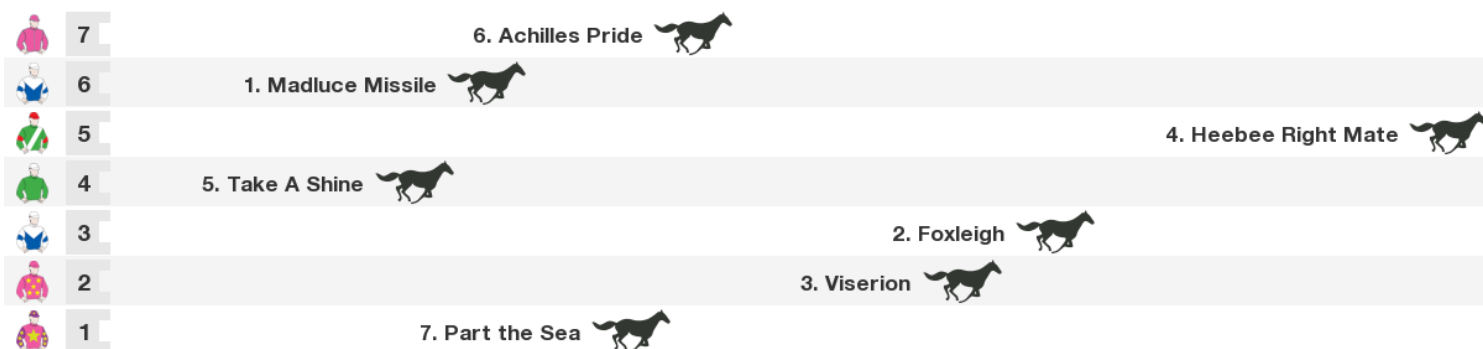 7 6. Achilles Pride
6 1. Madluce Missile
5 4. Heebee Right Mate
4 5. Take A Shine
3 2. Foxleigh
2 3. Viserion
1 7. Part the Sea